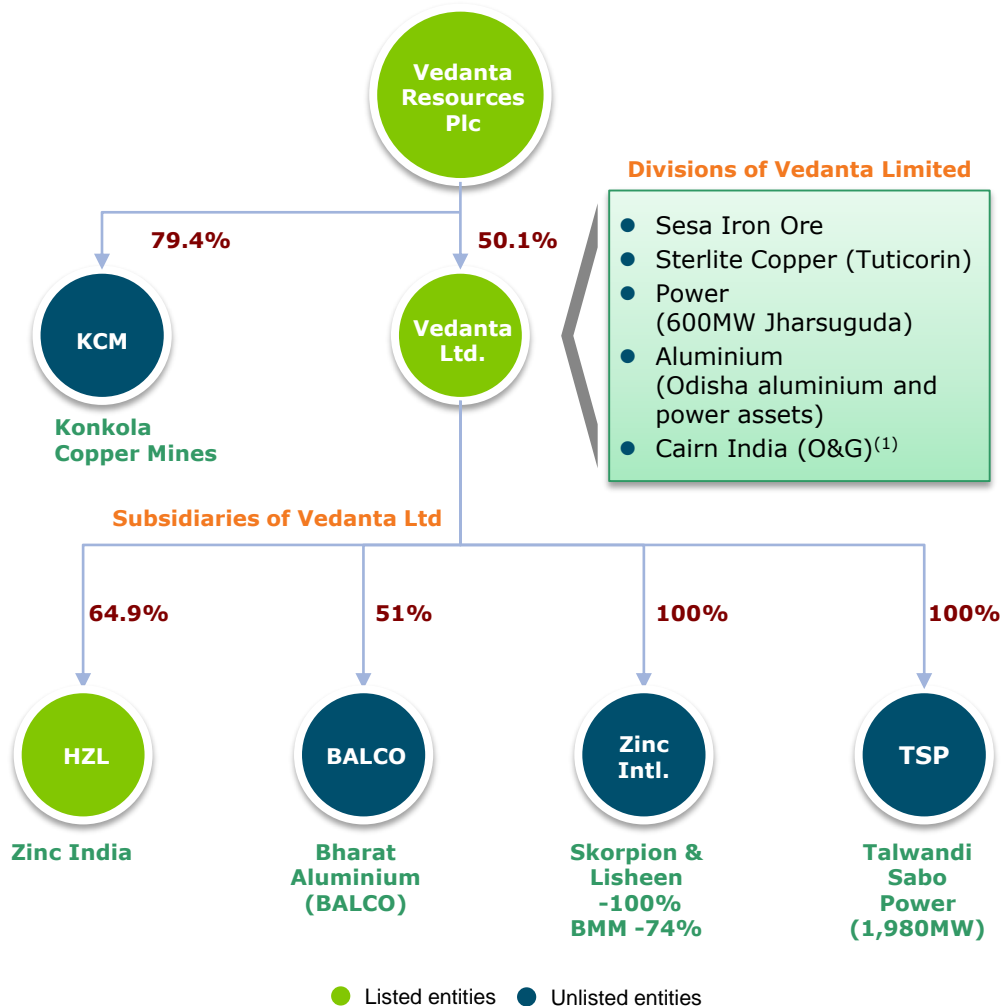 Vedanta
Resources
Plc
Divisions of Vedanta Limited
Sesa Iron Ore
Sterlite Copper (Tuticorin)
Power
(600MW Jharsuguda)
Aluminium
(Odisha aluminium and
power assets)
Cairn India (O&G)(1)
79.4%
50.1%
KCM
Vedanta
Ltd.
Konkola
Copper Mines
Subsidiaries of Vedanta Ltd
64.9%
51%
100%
100%
HZL
BALCO
Zinc
Intl.
TSP
Zinc India
Bharat
Aluminium
(BALCO)
Skorpion &
Lisheen
-100%
BMM -74%
Talwandi
Sabo
Power
(1,980MW)
Listed entities
Unlisted entities